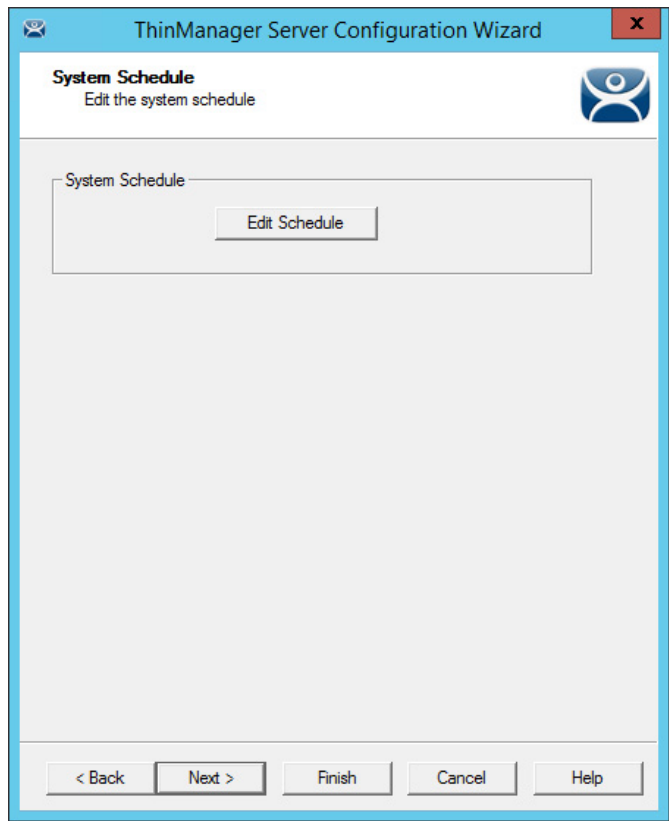 ThinManager Server Configuration Wizard
x
System Schedule
Edit the system schedule
System Schedule
Edit Schedule
< Back Next > Finish Cancel Help